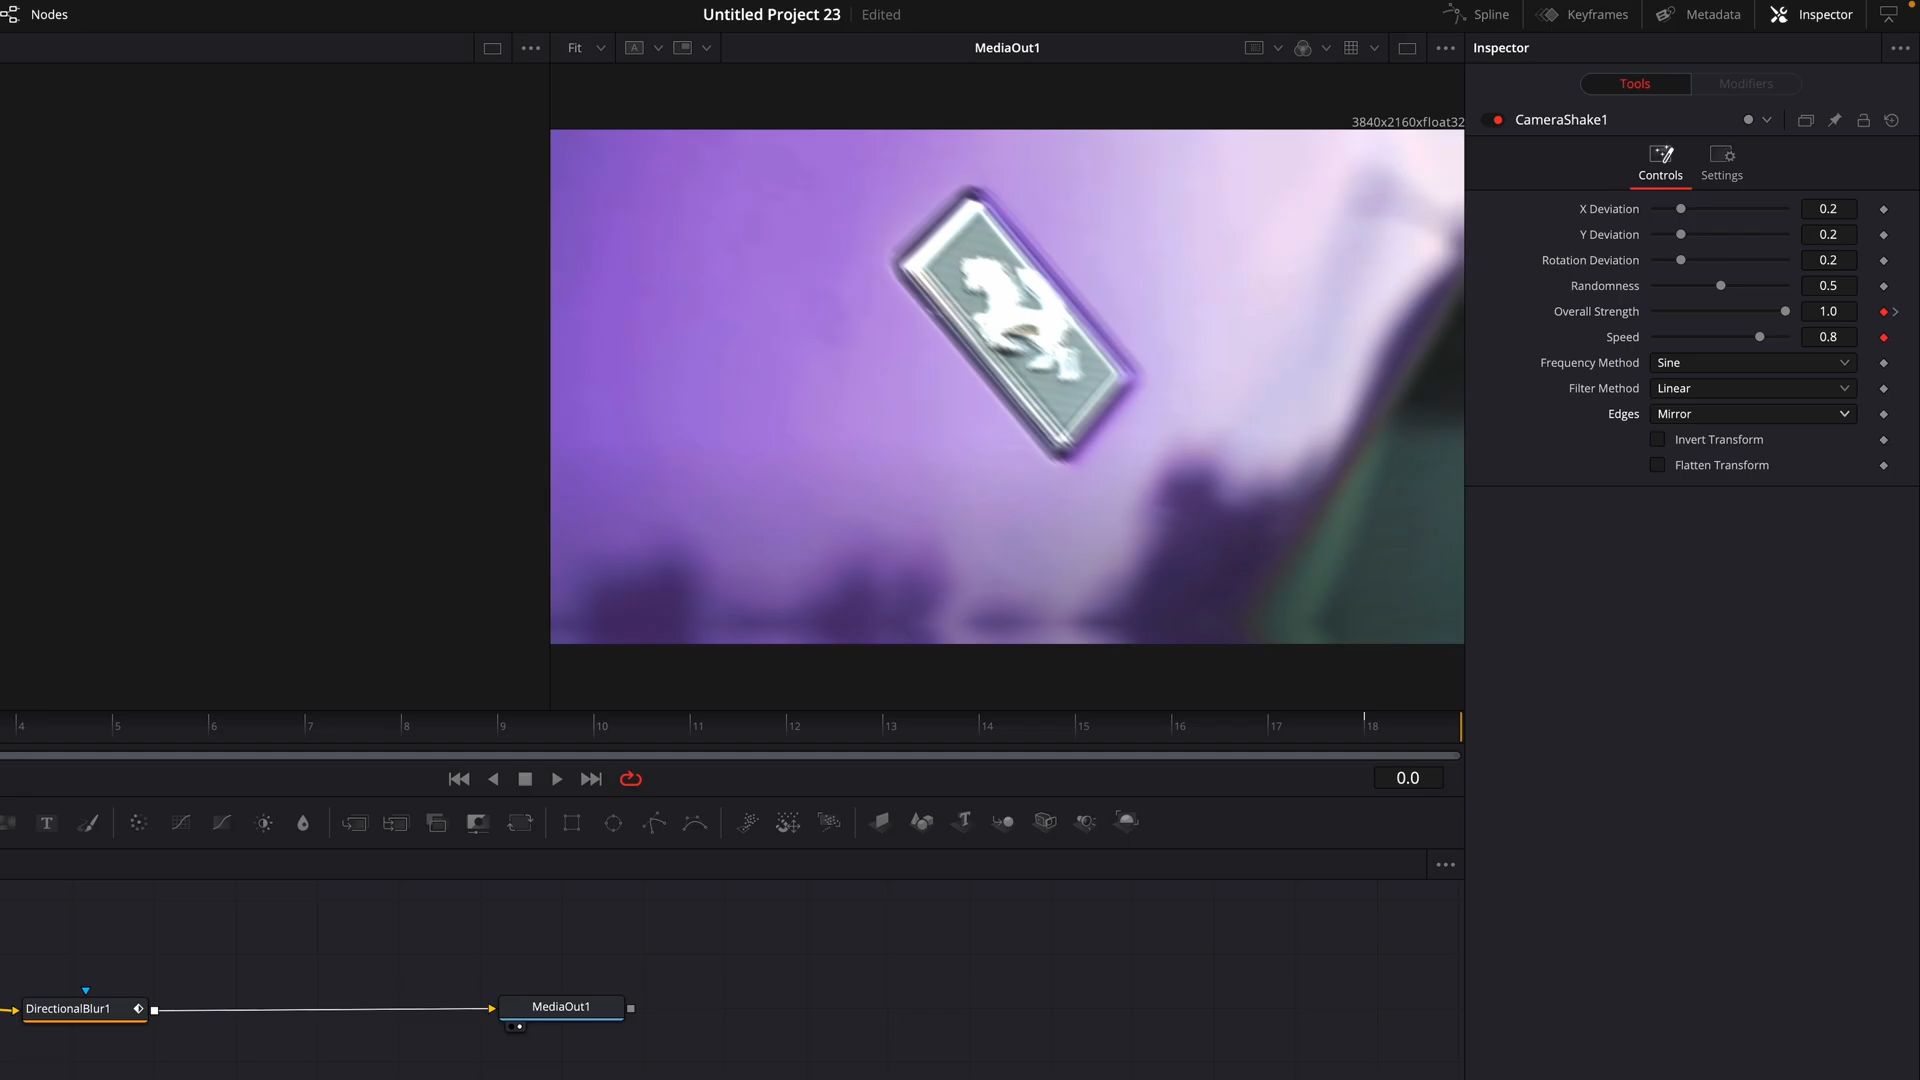 Nodes
Untitled Project 23 Edited
Spline Keyframes Metadata Inspector
Fit A MediaOut1
Inspector
Tools Modifiers
3840x2160xfloat32
CameraShake1
Controls Settings
X Deviation 0.2
Y Deviation 0.2
Rotation Deviation 0.2
Randomness 0.5
Overall Strength 1.0
Speed 0.8
Frequency Method Sine
Filter Method Linear
Edges Mirror
Invert Transform
Flatten Transform
4 5 6 7 8 9 10 11 12 13 14 15 16 17 18
0.0
T T
DirectionalBlur1 MediaOut1